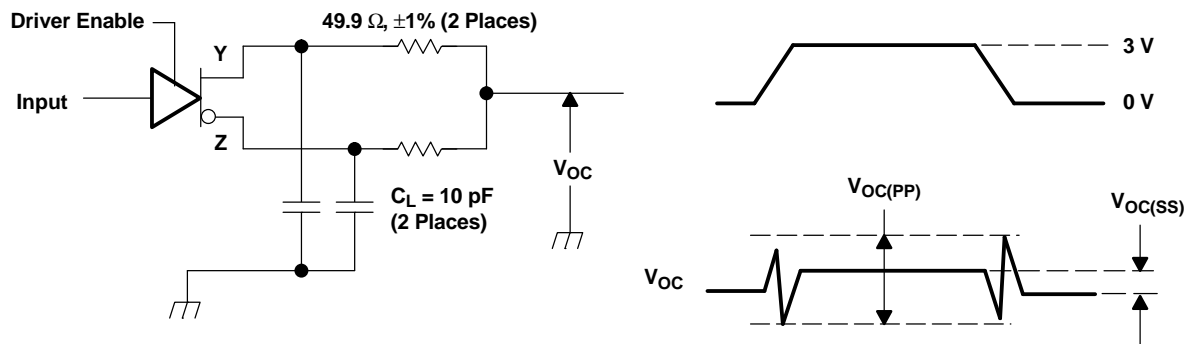 Driver Enable
49.9 Ω, ±1% (2 Places)
Y
Input
Z
C_L = 10 pF
(2 Places)
V_OC
3 V
0 V
V_OC(PP)
V_OC(SS)
V_OC